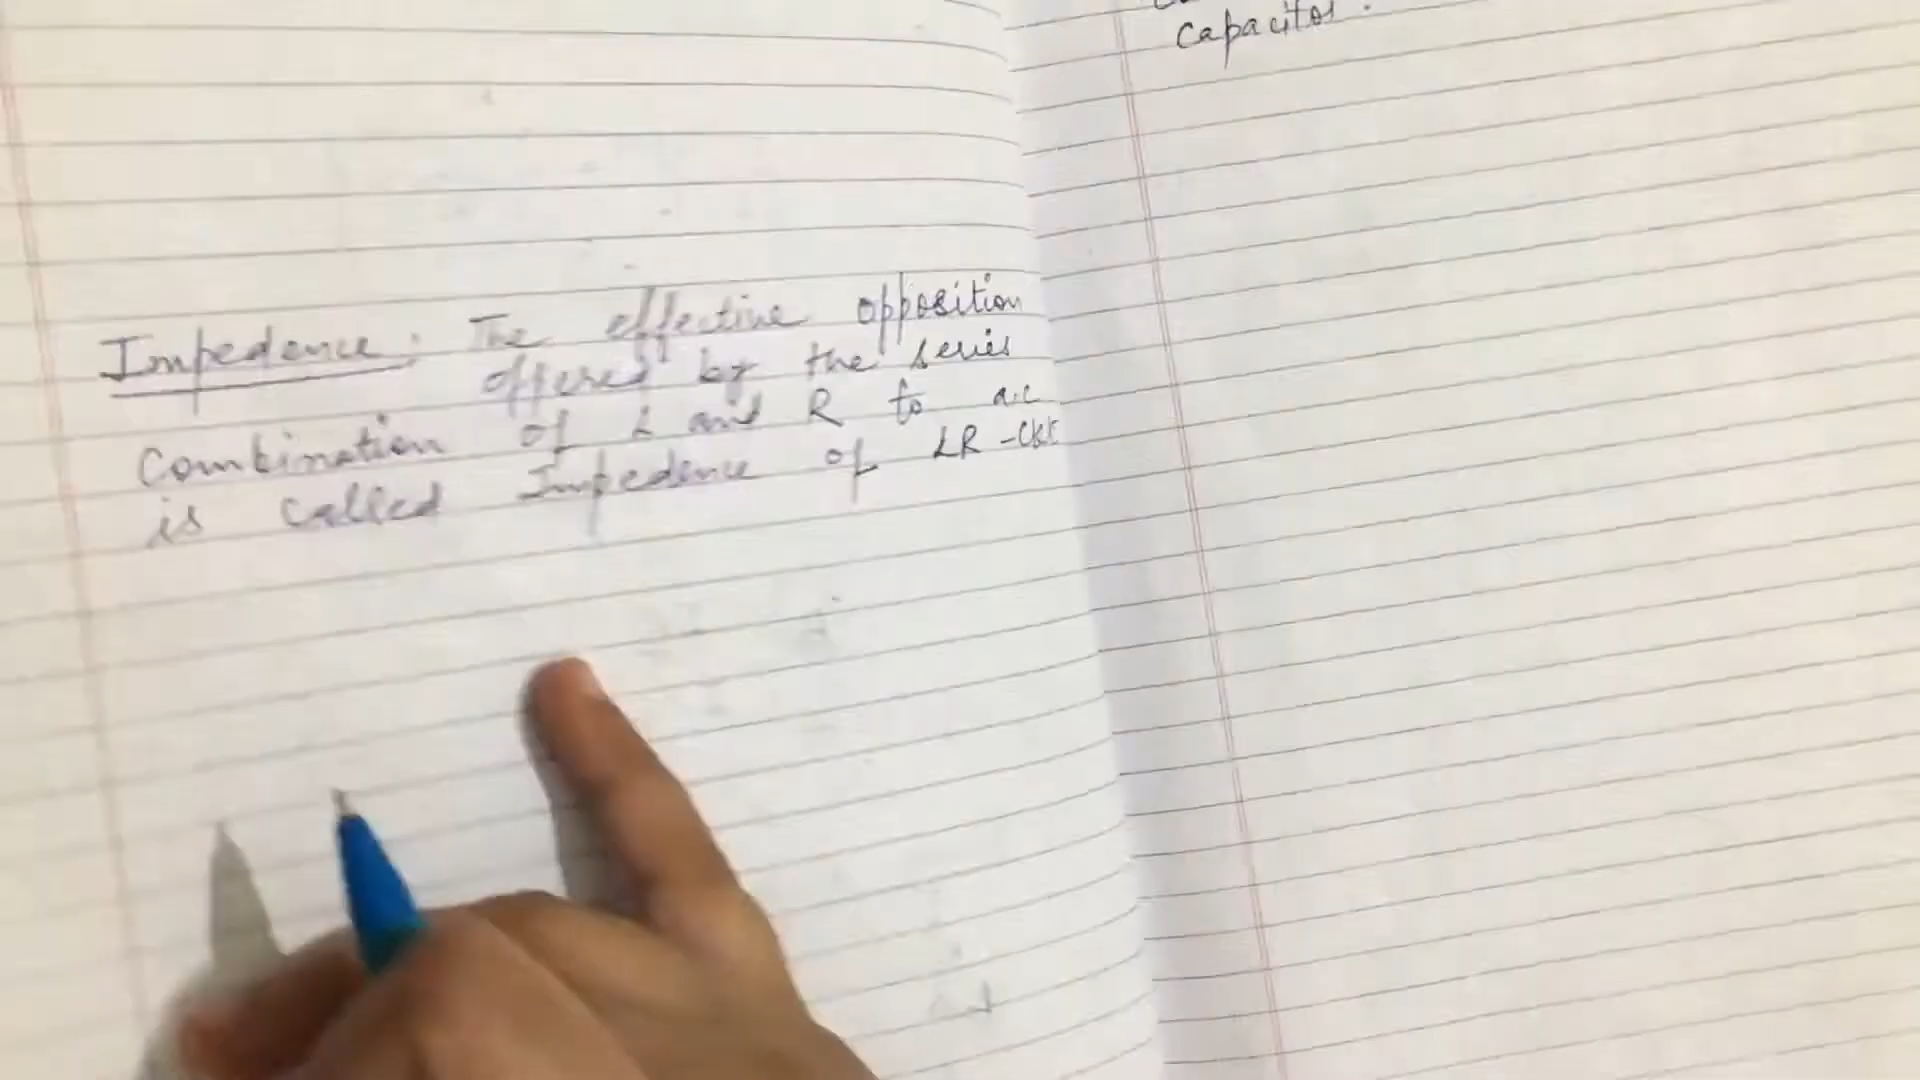 Impedence : The effective opposition
offered by the series
Combination of L and R to a.c
is called Impedence of LR -Ckt
Capacitor.